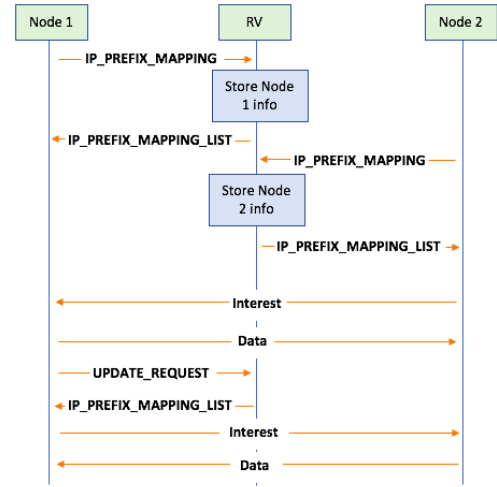 Node 1
RV
Node 2
IP_PREFIX_MAPPING
Store Node
1 info
IP_PREFIX_MAPPING_LIST
IP_PREFIX_MAPPING
Store Node
2 info
IP_PREFIX_MAPPING_LIST
Interest
Data
UPDATE_REQUEST
IP_PREFIX_MAPPING_LIST
Interest
Data